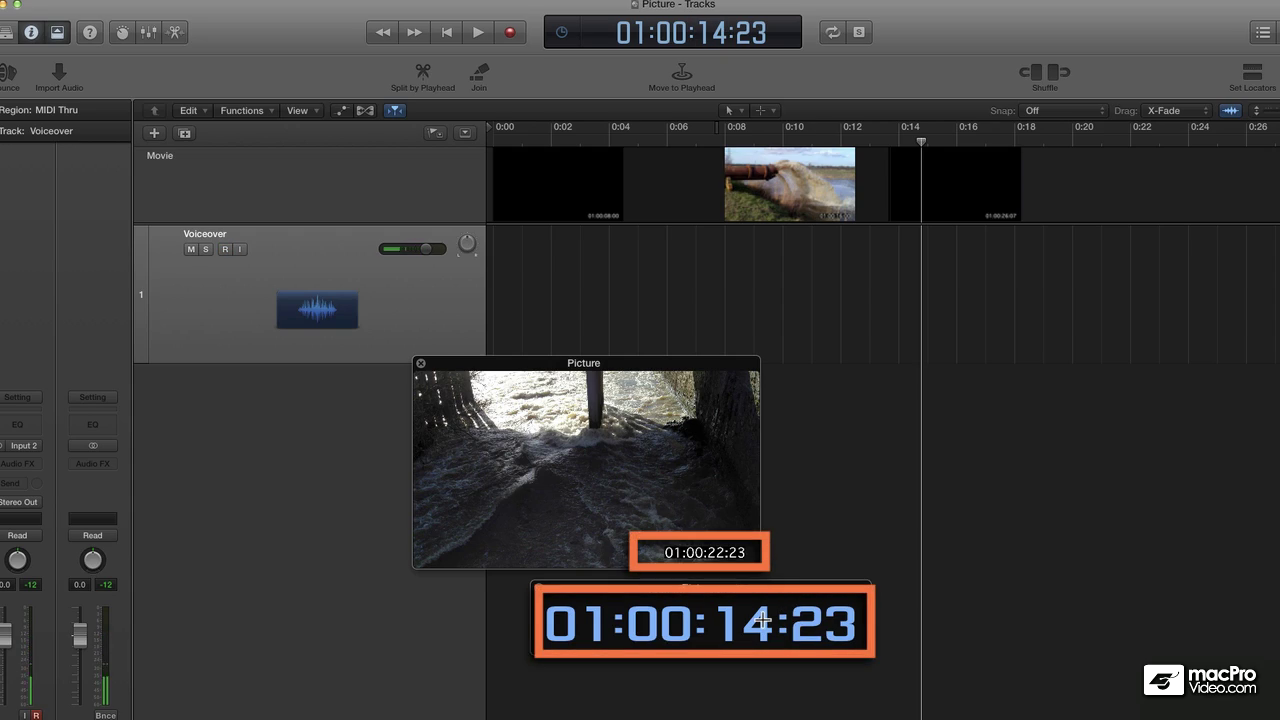 Picture - Tracks
01:00:14:23
Import Audio
Split by Playhead
Join
Move to Playhead
Shuffle
Set Locators
Region: MIDI Thru
Edit
Functions
View
Snap: Off
Drag: X-Fade
Track: Voiceover
0:00
0:02
0:04
0:06
0:08
0:10
0:12
0:14
0:16
0:18
0:20
0:22
0:24
0:26
Movie
01:00:08:00
01:00:26:07
Voiceover
M S R I
1
Picture
01:00:22:23
01:00:14:23
Setting
Setting
EQ
EQ
Input 2
Audio FX
Audio FX
Send
Stereo Out
Read
Read
0.0 -12
0.0 -12
I R
Bnce
macPro
Video.com